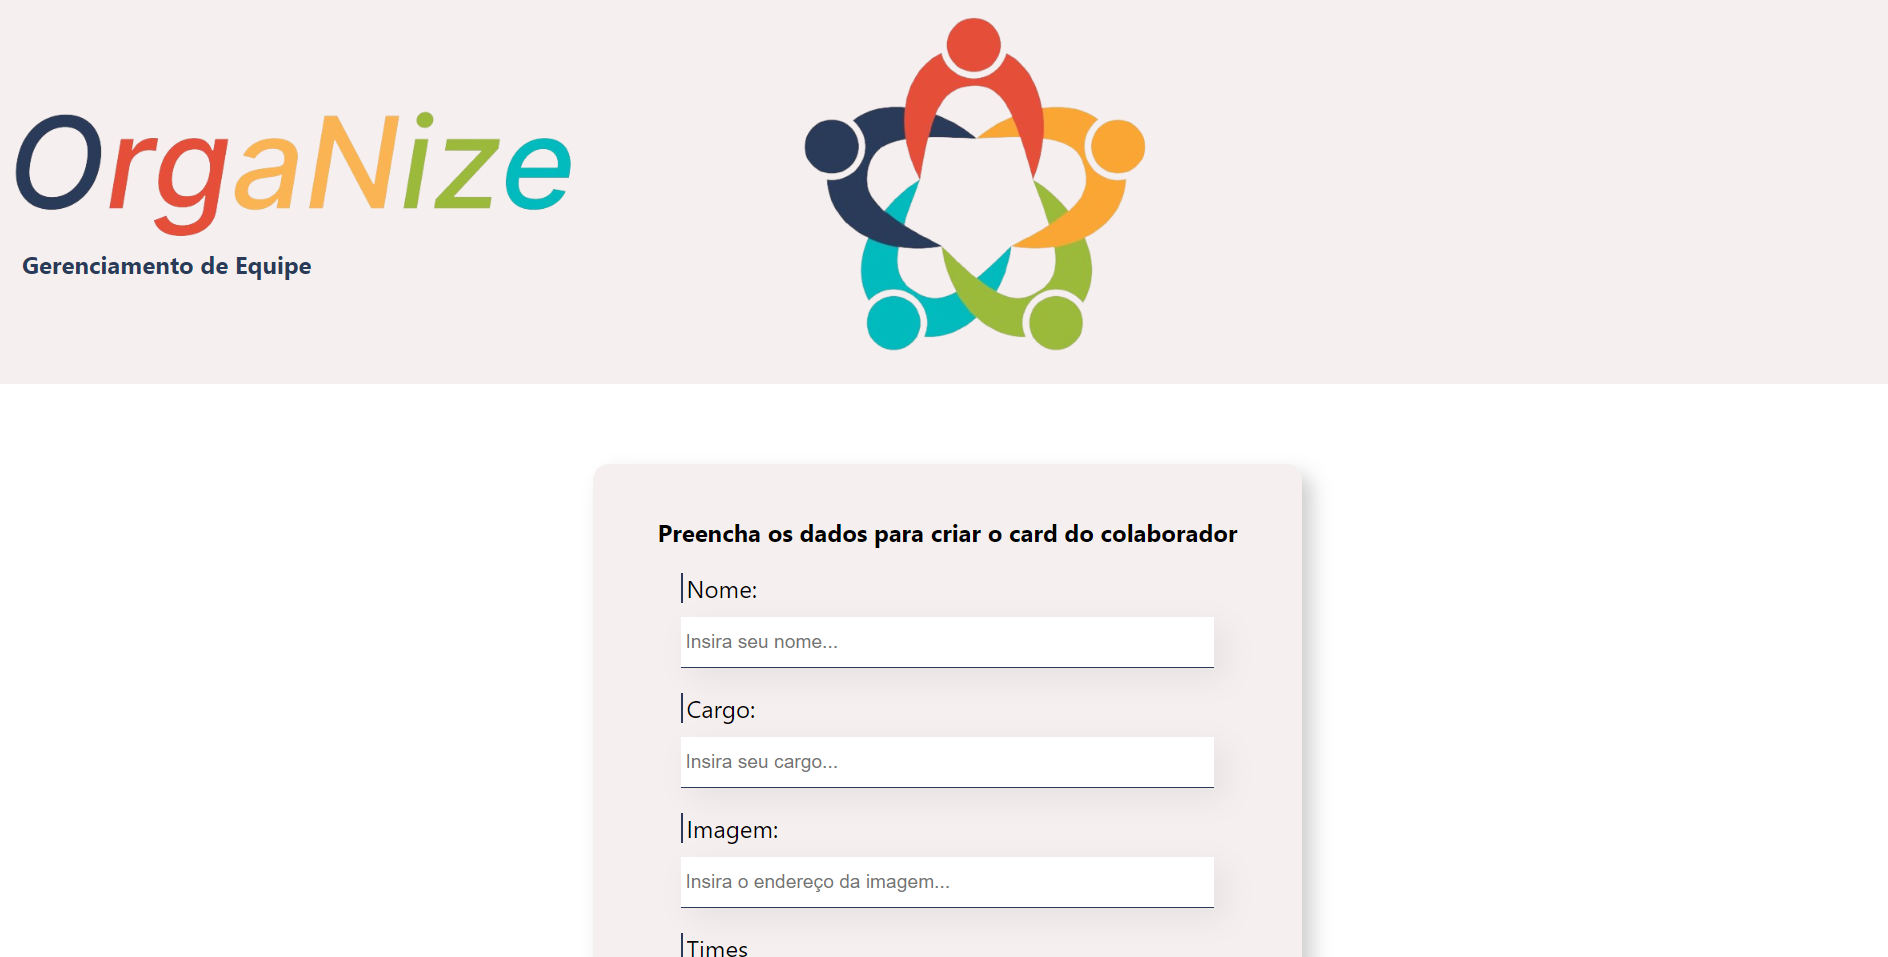 OrgaNize
Gerenciamento de Equipe
Preencha os dados para criar o card do colaborador
Nome:
Insira seu nome...
Cargo:
Insira seu cargo...
Imagem:
Insira o endereço da imagem...
Times